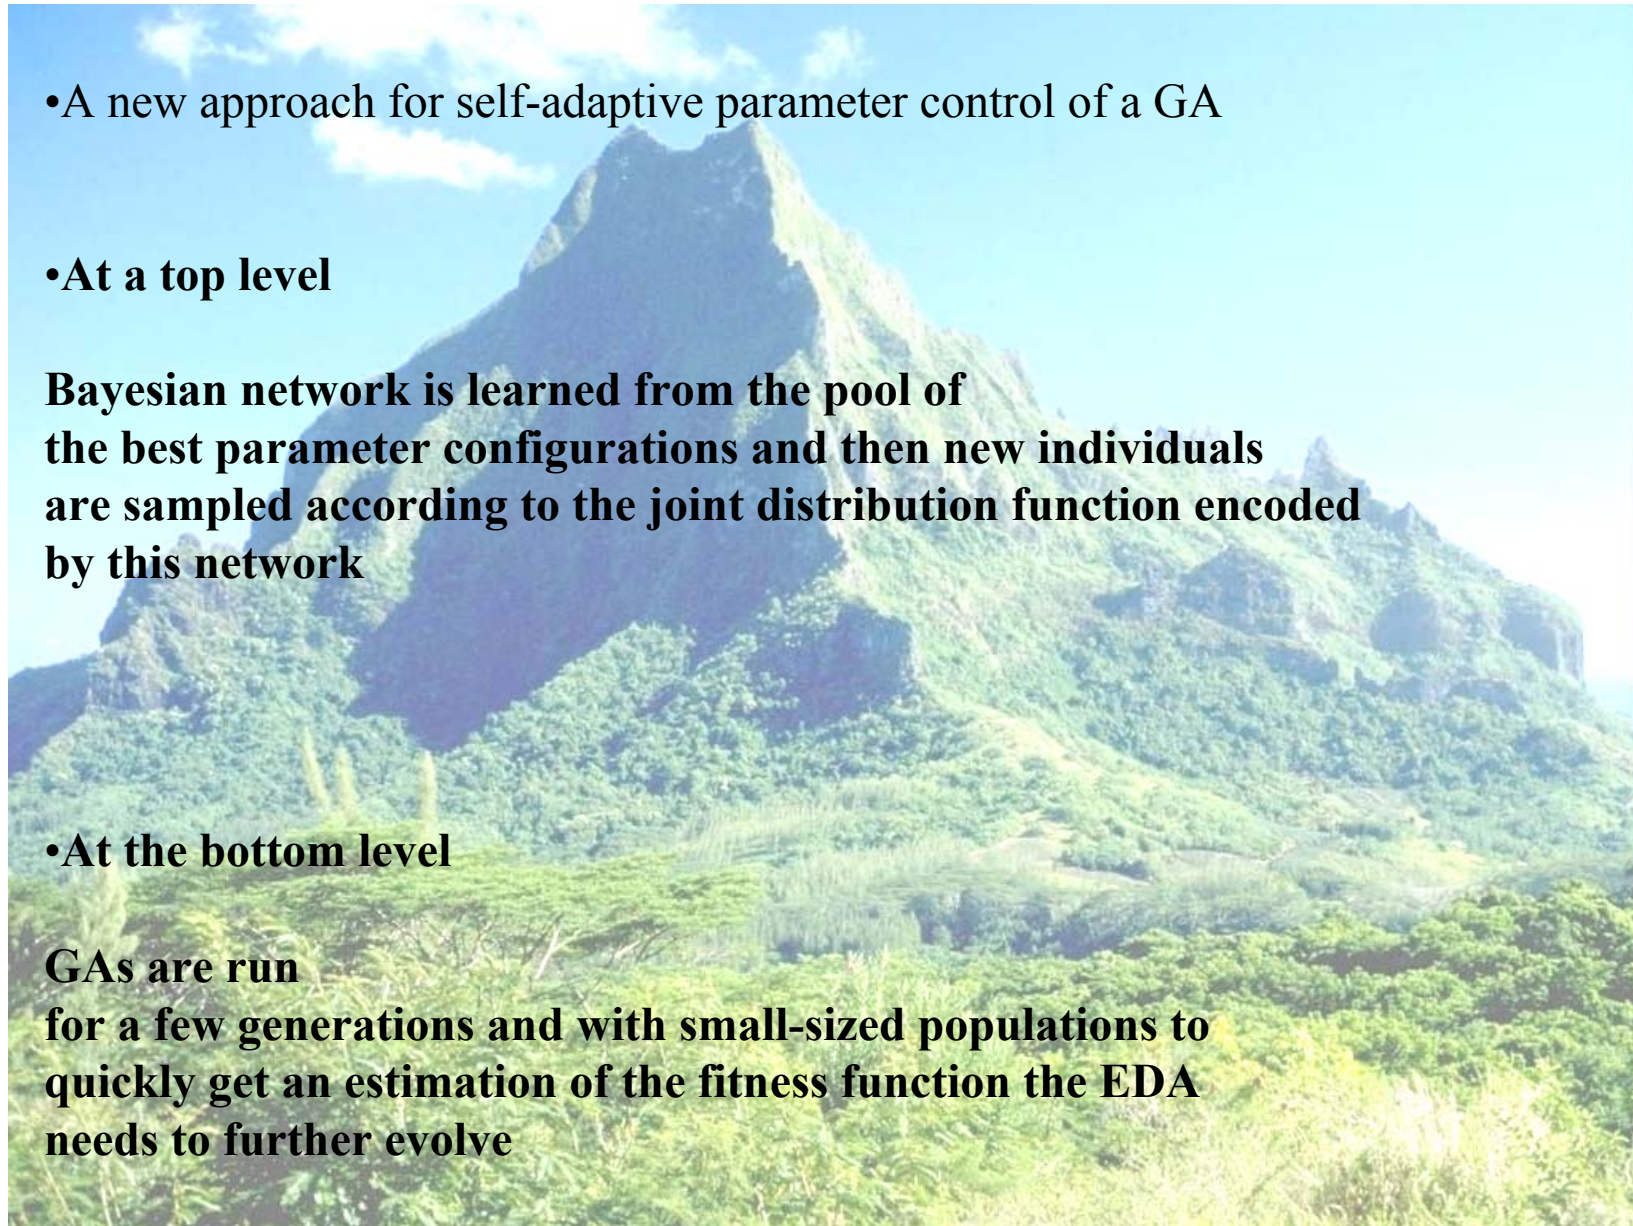 •A new approach for self-adaptive parameter control of a GA
•At a top level
Bayesian network is learned from the pool of
the best parameter configurations and then new individuals
are sampled according to the joint distribution function encoded
by this network
•At the bottom level
GAs are run
for a few generations and with small-sized populations to
quickly get an estimation of the fitness function the EDA
needs to further evolve